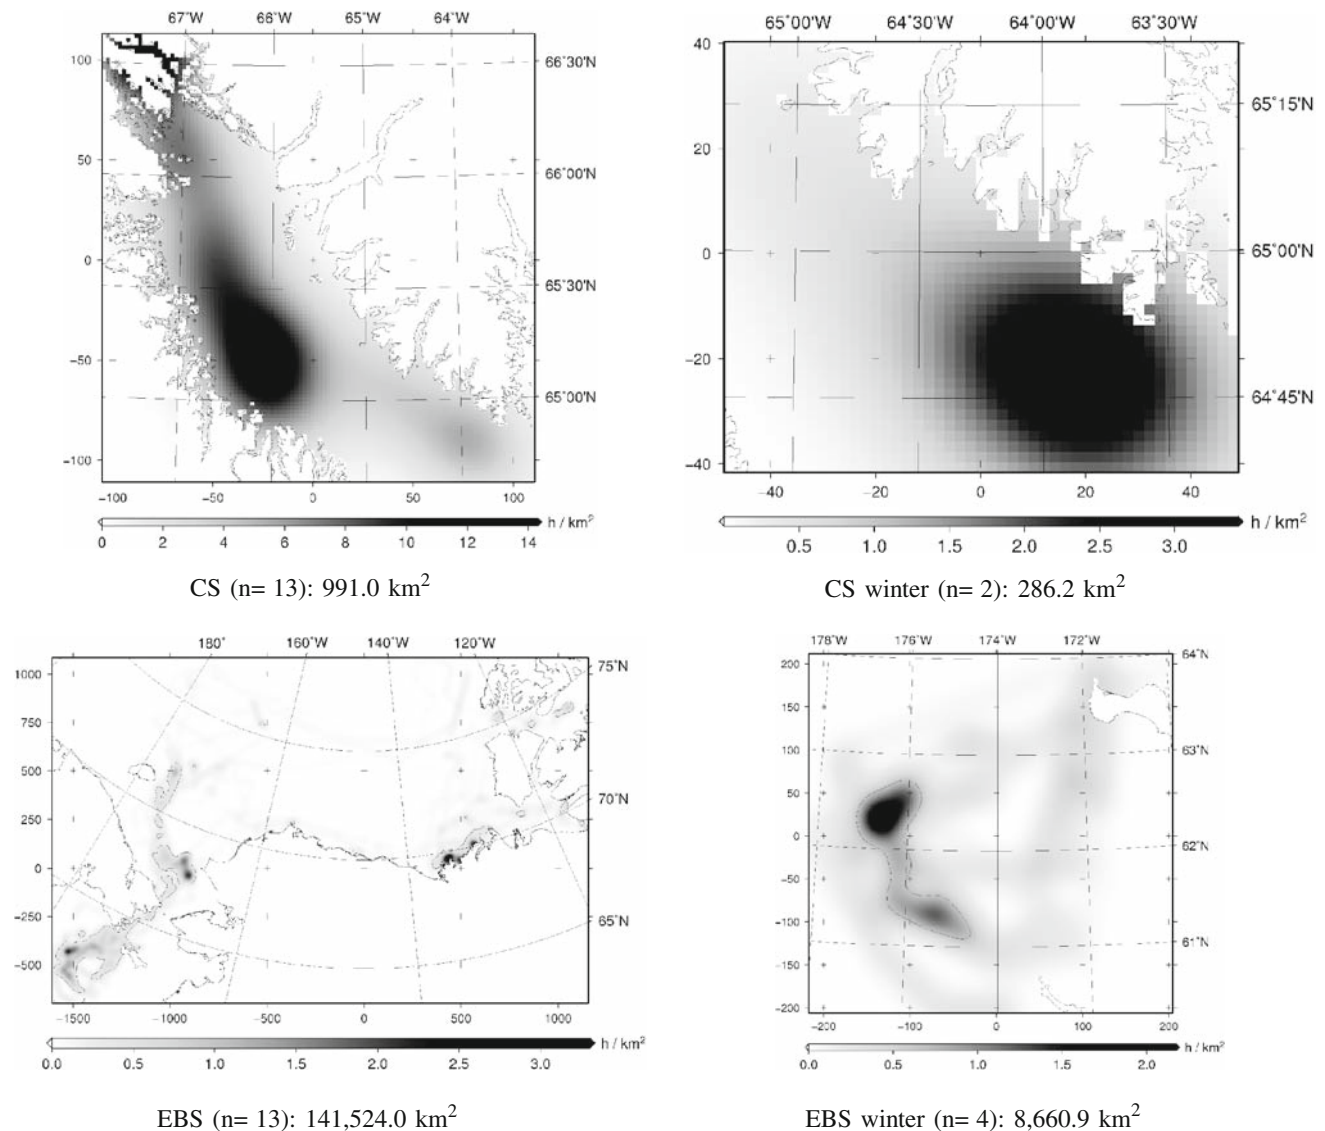 67°W 66°W 65°W 64°W
100
50
0
−50
−100
66°30'N
66°00'N
65°30'N
65°00'N
−100 −50 0 50 100
0 2 4 6 8 10 12 14 h / km²
CS (n= 13): 991.0 km²
65°00'W 64°30'W 64°00'W 63°30'W
40
20
0
−20
−40
65°15'N
65°00'N
64°45'N
−40 −20 0 20 40
0.5 1.0 1.5 2.0 2.5 3.0 h / km²
CS winter (n= 2): 286.2 km²
180° 160°W 140°W 120°W
1000
750
500
250
0
−250
−500
75°N
70°N
65°N
−1500 −1000 −500 0 500 1000
0.0 0.5 1.0 1.5 2.0 2.5 3.0 h / km²
EBS (n= 13): 141,524.0 km²
178°W 176°W 174°W 172°W
200
150
100
50
0
−50
−100
−150
−200
64°N
63°N
62°N
61°N
−200 −100 0 100 200
0.0 0.5 1.0 1.5 2.0 h / km²
EBS winter (n= 4): 8,660.9 km²